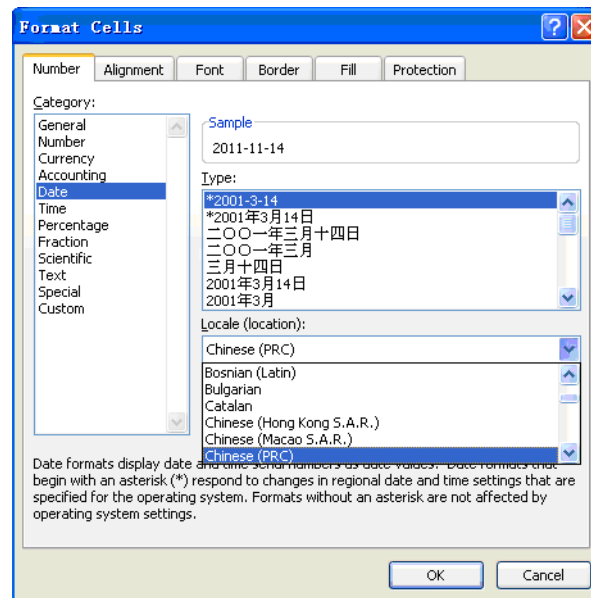 Format Cells
Number Alignment Font Border Fill Protection
Category:
General
Number
Currency
Accounting
Date
Time
Percentage
Fraction
Scientific
Text
Special
Custom
Sample
2011-11-14
Type:
*2001-3-14
*2001年3月14日
二〇〇一年三月十四日
二〇〇一年三月
三月十四日
2001年3月14日
2001年3月
Locale (location):
Chinese (PRC)
Bosnian (Latin)
Bulgarian
Catalan
Chinese (Hong Kong S.A.R.)
Chinese (Macao S.A.R.)
Chinese (PRC)
Date formats display date and time serial numbers as date values. Date formats that
begin with an asterisk (*) respond to changes in regional date and time settings that are
specified for the operating system. Formats without an asterisk are not affected by
operating system settings.
OK Cancel